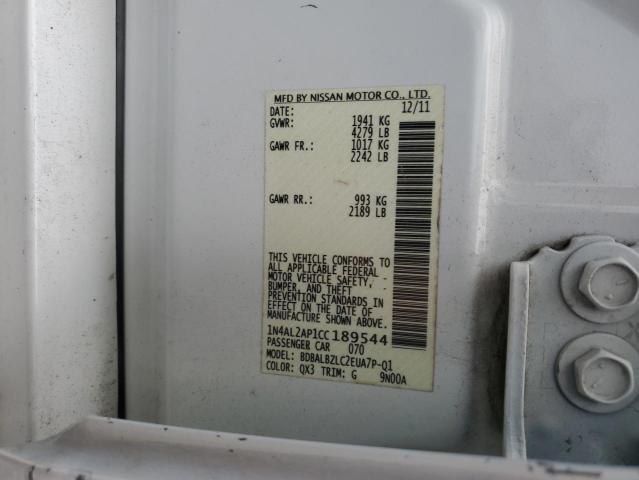 MFD BY NISSAN MOTOR CO., LTD.
DATE: 12/11
GVWR: 1941 KG
4279 LB
GAWR FR.: 1017 KG
2242 LB
GAWR RR.: 993 KG
2189 LB
THIS VEHICLE CONFORMS TO
ALL APPLICABLE FEDERAL
MOTOR VEHICLE SAFETY,
BUMPER, AND THEFT
PREVENTION STANDARDS IN
EFFECT ON THE DATE OF
MANUFACTURE SHOWN ABOVE.
1N4AL2AP1CC189544
PASSENGER CAR 070
MODEL: BDBALBZLC2EUA7P-Q1
COLOR: QX3 TRIM: G 9N00A